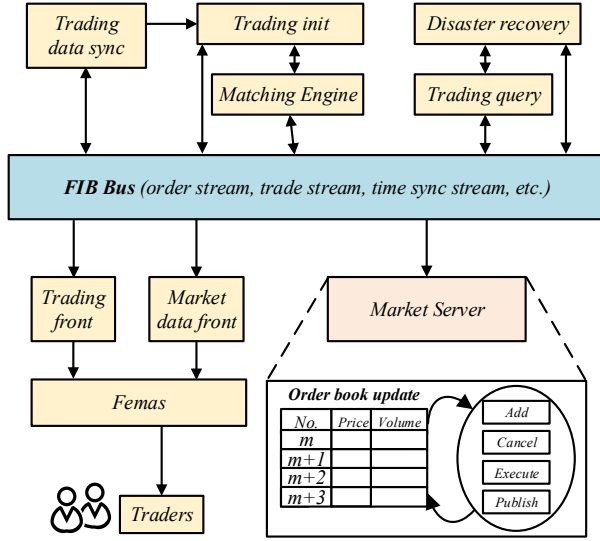 Trading
data sync
Trading init
Disaster recovery
Matching Engine
Trading query
FIB Bus (order stream, trade stream, time sync stream, etc.)
Trading
front
Market
data front
Market Server
Femas
Traders
Order book update
No. Price Volume
m
m+1
m+2
m+3
Add
Cancel
Execute
Publish